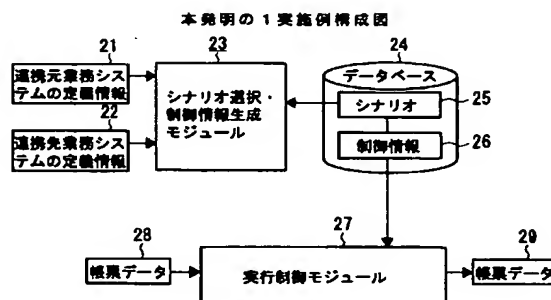 本発明の1実施例構成図
21
連携元業務シス
テムの定義情報
22
連携先業務シス
テムの定義情報
23
シナリオ選択・
制御情報生成
モジュール
24
データベース
シナリオ
25
制御情報
26
27
実行制御モジュール
28
帳票データ
29
帳票データ